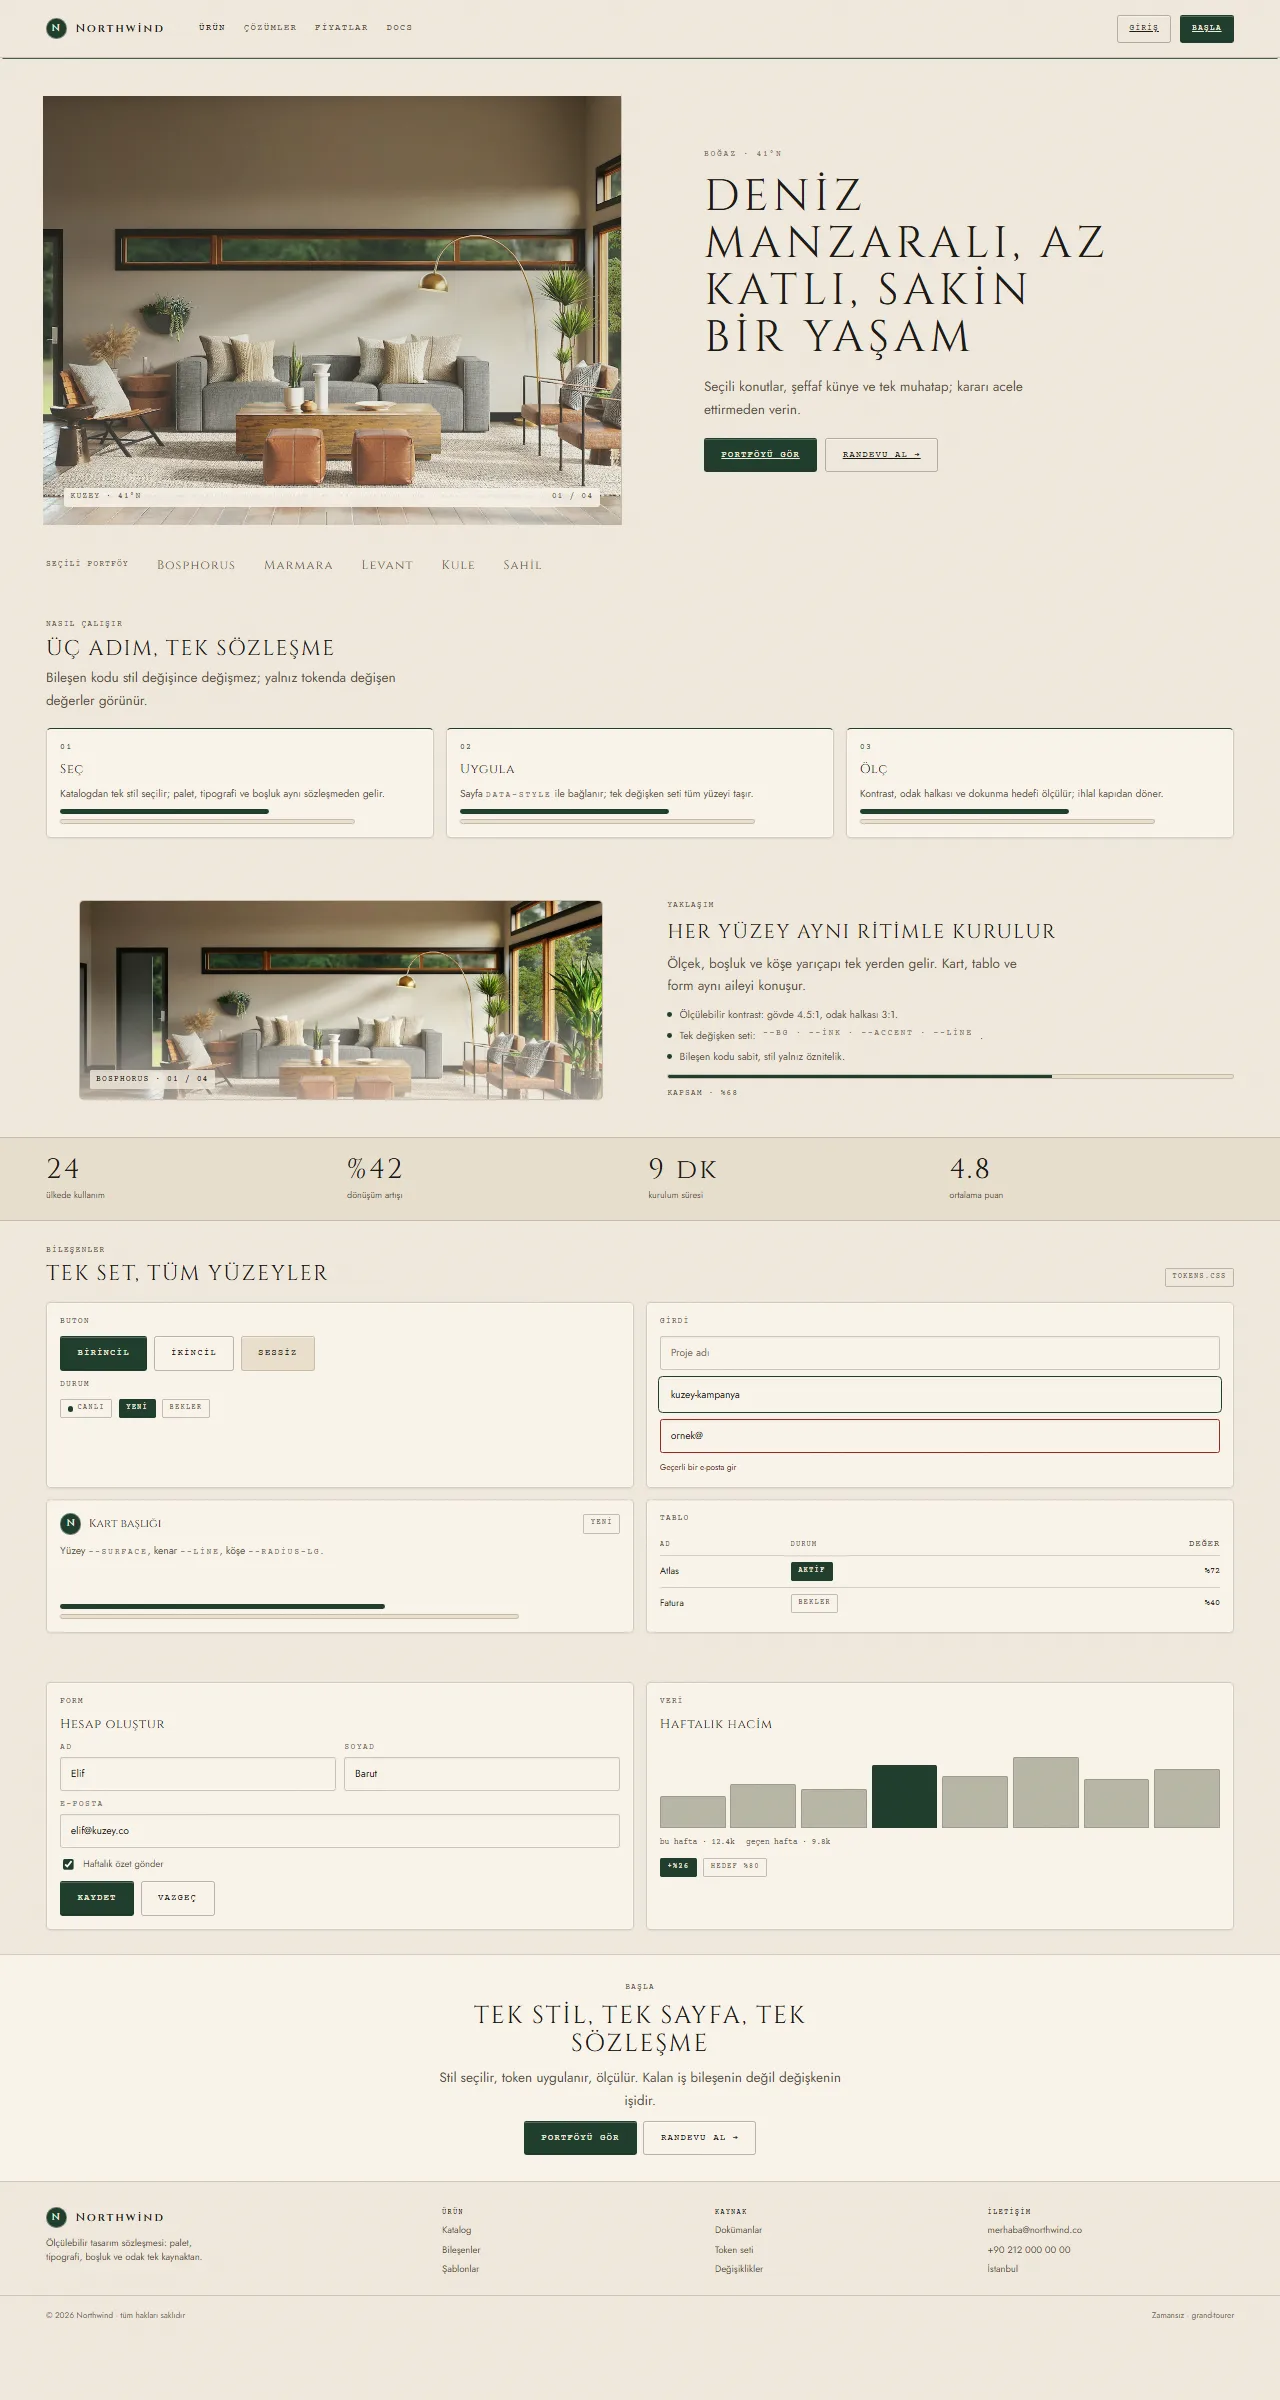 N NORTHWİND ÜRÜN ÇÖZÜMLER FİYATLAR DOCS GİRİŞ BAŞLA
BOĞAZ · 41°N
DENİZ
MANZARALI, AZ
KATLI, SAKİN
BİR YAŞAM
Seçili konutlar, şeffaf künye ve tek muhatap; kararı acele
ettirmeden verin.
PORTFÖYÜ GÖR RANDEVU AL →
KUZEY · 41°N 01 / 04
SEÇİLİ PORTFÖY BOSPHORUS MARMARA LEVANT KULE SAHİL
NASIL ÇALIŞIR
ÜÇ ADIM, TEK SÖZLEŞME
Bileşen kodu stil değişince değişmez; yalnız tokenda değişen
değerler görünür.
01
SEÇ
Katalogdan tek stil seçilir; palet, tipografi ve boşluk aynı sözleşmeden gelir.
02
UYGULA
Sayfa DATA-STYLE ile bağlanır; tek değişken seti tüm yüzeyi taşır.
03
ÖLÇ
Kontrast, odak halkası ve dokunma hedefi ölçülür; ihlal kapıdan döner.
BOSPHORUS · 01 / 04
YAKLAŞIM
HER YÜZEY AYNI RİTİMLE KURULUR
Ölçek, boşluk ve köşe yarıçapı tek yerden gelir. Kart, tablo ve
form aynı aileyi konuşur.
Ölçülebilir kontrast: gövde 4.5:1, odak halkası 3:1.
Tek değişken seti: --BG · --İNK · --ACCENT · --LİNE .
Bileşen kodu sabit, stil yalnız öznitelik.
KAPSAM · %68
24 %42 9 DK 4.8
ülkede kullanım dönüşüm artışı kurulum süresi ortalama puan
BİLEŞENLER
TEK SET, TÜM YÜZEYLER
TOKENS.CSS
BUTON
BİRİNCİL İKİNCİL SESSİZ
DURUM
CANLI YENİ BEKLER
GİRDİ
Proje adı
kuzey-kampanya
ornek@
Geçerli bir e-posta gir
N KART BAŞLIĞI YENİ
Yüzey --SURFACE, kenar --LİNE, köşe --RADİUS-LG.
TABLO
AD DURUM DEĞER
Atlas AKTİF %72
Fatura BEKLER %40
FORM
HESAP OLUŞTUR
AD SOYAD
Elif Barut
E-POSTA
elif@kuzey.co
Haftalık özet gönder
KAYDET VAZGEÇ
VERİ
HAFTALIK HACİM
bu hafta · 12.4k geçen hafta · 9.8k
+%26 HEDEF %80
BAŞLA
TEK STİL, TEK SAYFA, TEK
SÖZLEŞME
Stil seçilir, token uygulanır, ölçülür. Kalan iş bileşenin değil değişkenin
işidir.
PORTFÖYÜ GÖR RANDEVU AL →
N NORTHWİND
Ölçülebilir tasarım sözleşmesi: palet,
tipografi, boşluk ve odak tek kaynaktan.
ÜRÜN
Katalog
Bileşenler
Şablonlar
KAYNAK
Dokümanlar
Token seti
Değişiklikler
İLETİŞİM
merhaba@northwind.co
+90 212 000 00 00
İstanbul
© 2026 Northwind · tüm hakları saklıdır Zamansız · grand-tourer